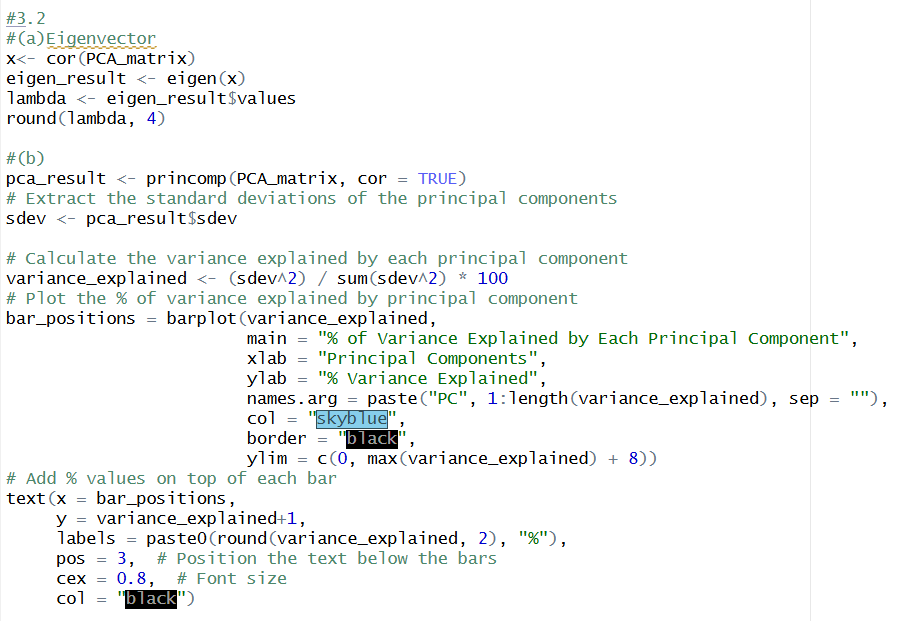 #3.2
#(a)Eigenvector
x<- cor(PCA_matrix)
eigen_result <- eigen(x)
lambda <- eigen_result$values
round(lambda, 4)
#(b)
pca_result <- princomp(PCA_matrix, cor = TRUE)
# Extract the standard deviations of the principal components
sdev <- pca_result$sdev
# Calculate the variance explained by each principal component
variance_explained <- (sdev^2) / sum(sdev^2) * 100
# Plot the % of variance explained by principal component
bar_positions = barplot(variance_explained,
main = "% of Variance Explained by Each Principal Component",
xlab = "Principal Components",
ylab = "% Variance Explained",
names.arg = paste("PC", 1:length(variance_explained), sep = ""),
col = "skyblue",
border = "black",
ylim = c(0, max(variance_explained) + 8))
# Add % values on top of each bar
text(x = bar_positions,
y = variance_explained+1,
labels = paste0(round(variance_explained, 2), "%"),
pos = 3,  # Position the text below the bars
cex = 0.8,  # Font size
col = "black")